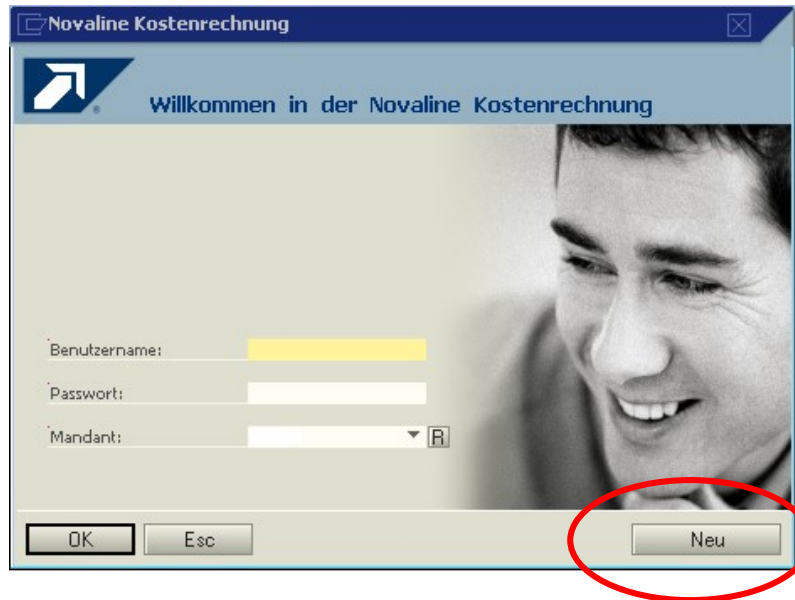 Novaline Kostenrechnung
Willkommen in der Novaline Kostenrechnung
Benutzername:
Passwort:
Mandant:
R
OK Esc Neu